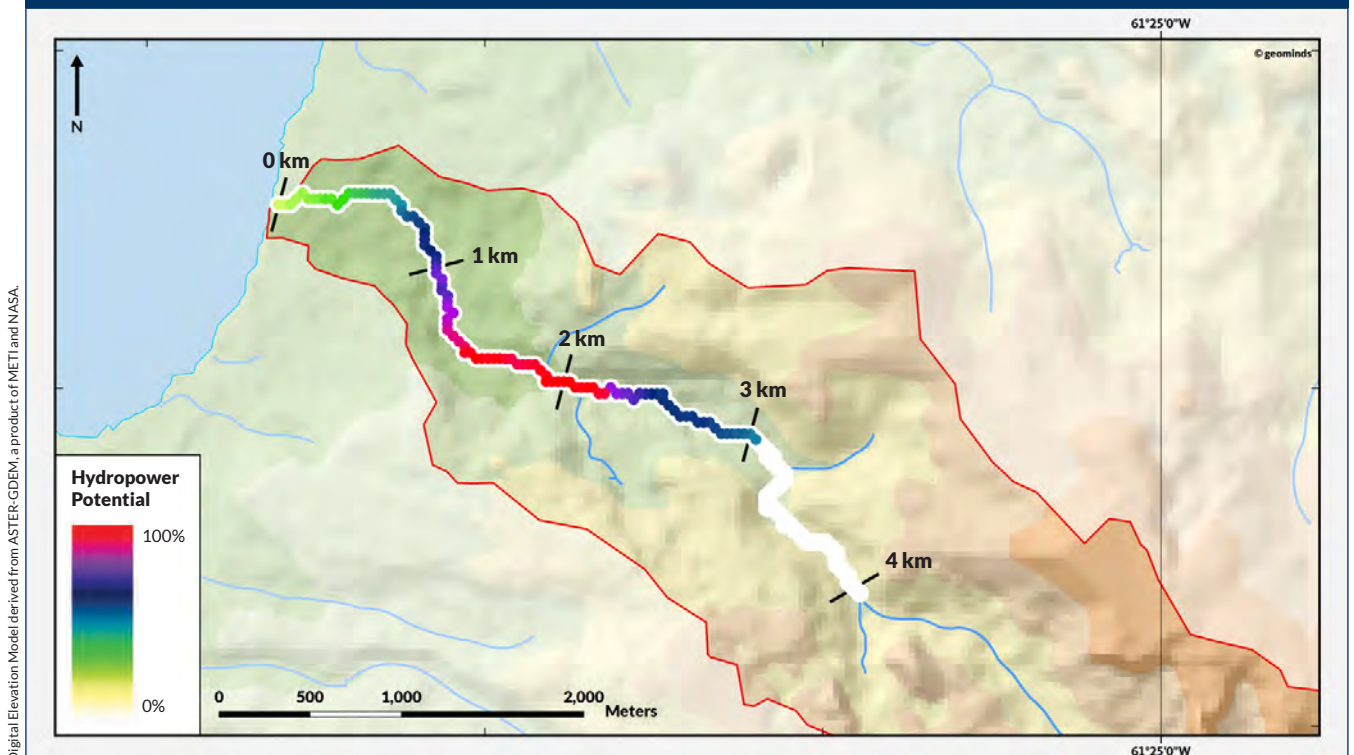 61°25'0"W
© geominds
N
0 km
1 km
2 km
3 km
4 km
Hydropower
Potential
100%
0%
0 500 1,000 2,000
Meters
61°25'0"W
Digital Elevation Model derived from ASTER-GDEM, a product of METI and NASA.